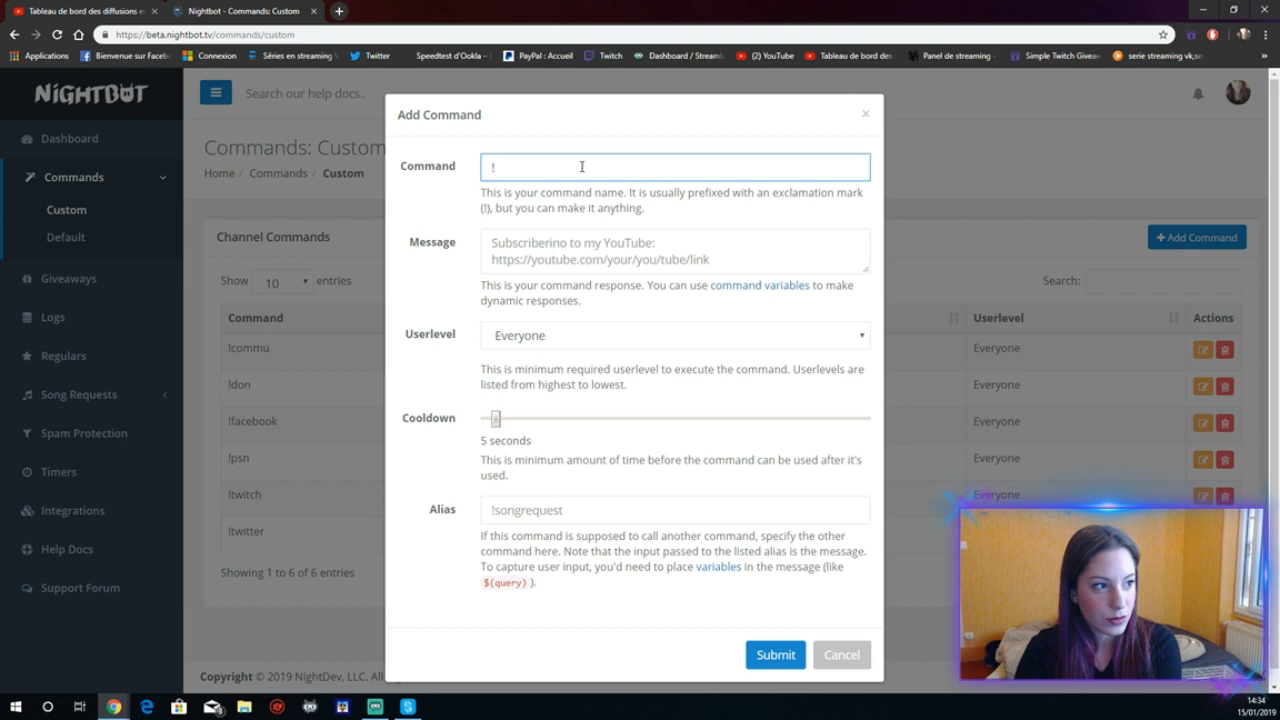 Tableau de bord des diffusions e
Nightbot - Commands: Custom
https://beta.nightbot.tv/commands/custom
Applications
Bienvenue sur Faceb
Connexion
Séries en streaming
Twitter
Speedtest d'Ookla –
PayPal : Accueil
Twitch
Dashboard / Streaml
(2) YouTube
Tableau de bord des
Panel de streaming -
Simple Twitch Givea
serie streaming vk,se
NIGHTBOT
Search our help docs..
Dashboard
Commands
Custom
Default
Giveaways
Logs
Regulars
Song Requests
Spam Protection
Timers
Integrations
Help Docs
Support Forum
Commands: Custom
Home / Commands / Custom
Channel Commands
+ Add Command
Show 10 entries
Search:
Command
Userlevel
Actions
!commu
Everyone
!don
Everyone
!facebook
Everyone
!psn
Everyone
!twitch
Everyone
!twitter
Showing 1 to 6 of 6 entries
Copyright © 2019 NightDev, LLC. All
Add Command
×
Command
!
This is your command name. It is usually prefixed with an exclamation mark
(!), but you can make it anything.
Message
Subscriberino to my YouTube:
https://youtube.com/your/you/tube/link
This is your command response. You can use command variables to make
dynamic responses.
Userlevel
Everyone
This is minimum required userlevel to execute the command. Userlevels are
listed from highest to lowest.
Cooldown
5 seconds
This is minimum amount of time before the command can be used after it's
used.
Alias
!songrequest
If this command is supposed to call another command, specify the other
command here. Note that the input passed to the listed alias is the message.
To capture user input, you'd need to place variables in the message (like
$(query) ).
Submit
Cancel
14:34
15/01/2019